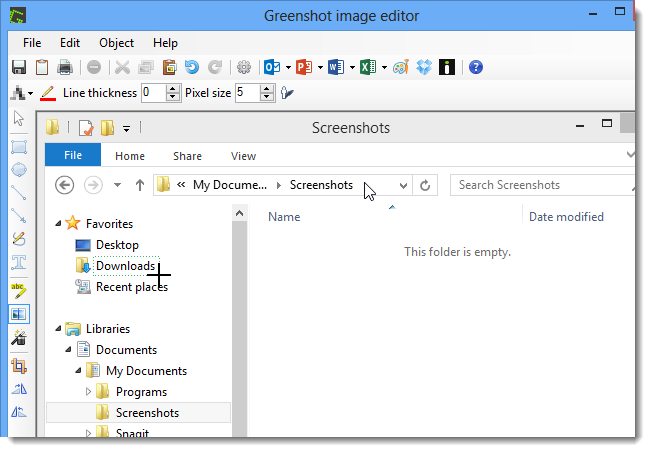 Greenshot image editor
File Edit Object Help
Line thickness 0 Pixel size 5
Screenshots
File Home Share View
« My Docume... Screenshots Search Screenshots
Name Date modified
This folder is empty.
Favorites
Desktop
Downloads
Recent places
Libraries
Documents
My Documents
Programs
Screenshots
Snagit